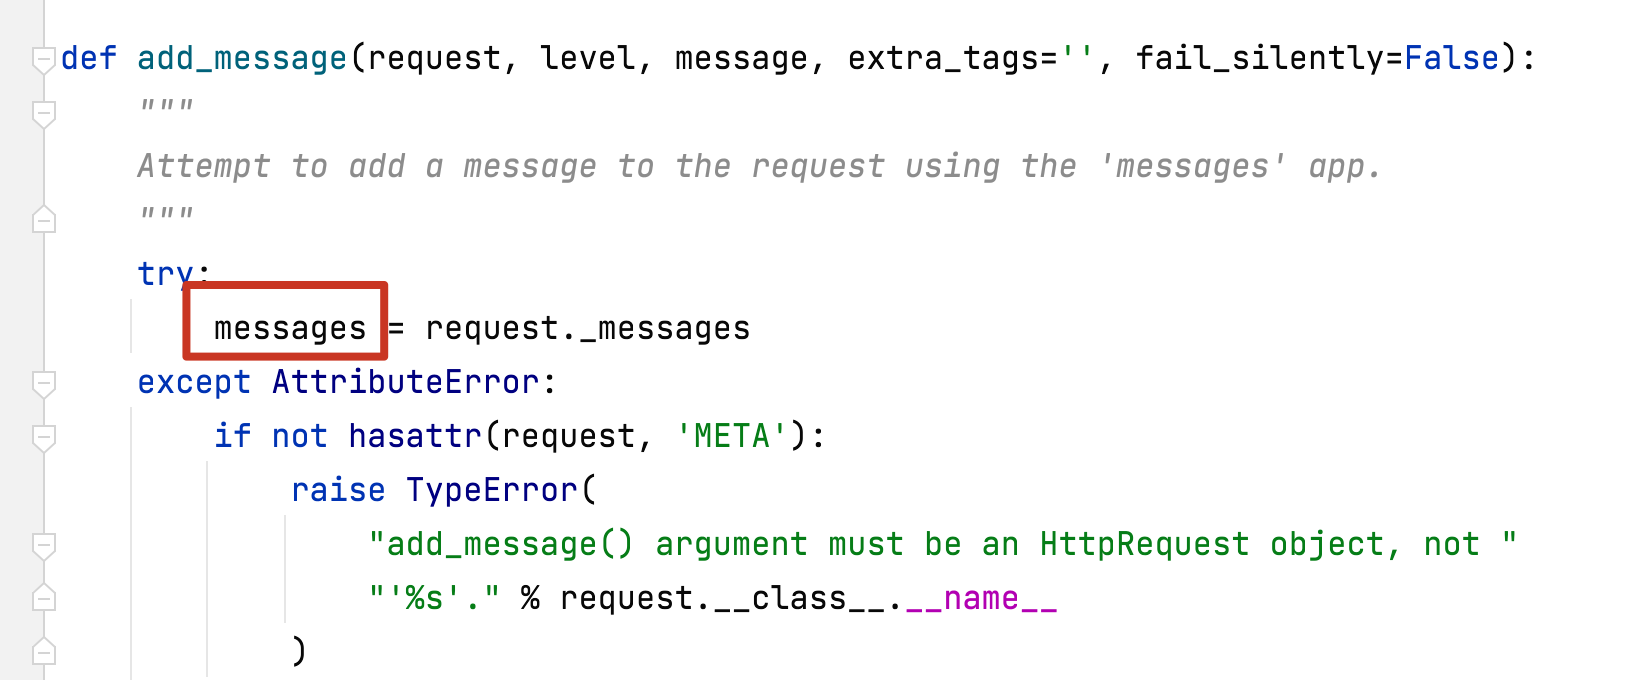 def add_message(request, level, message, extra_tags='', fail_silently=False):
"""
Attempt to add a message to the request using the 'messages' app.
"""
try:
messages = request._messages
except AttributeError:
if not hasattr(request, 'META'):
raise TypeError(
"add_message() argument must be an HttpRequest object, not "
"'%s'." % request.__class__.__name__
)